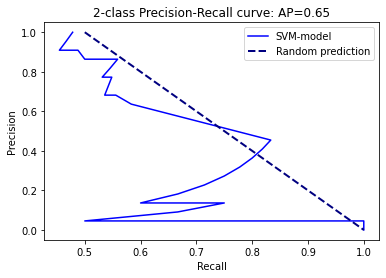 2-class Precision-Recall curve: AP=0.65
SVM-model
Random prediction
Precision
1.0
0.8
0.6
0.4
0.2
0.0
0.5
0.6
0.7
0.8
0.9
1.0
Recall